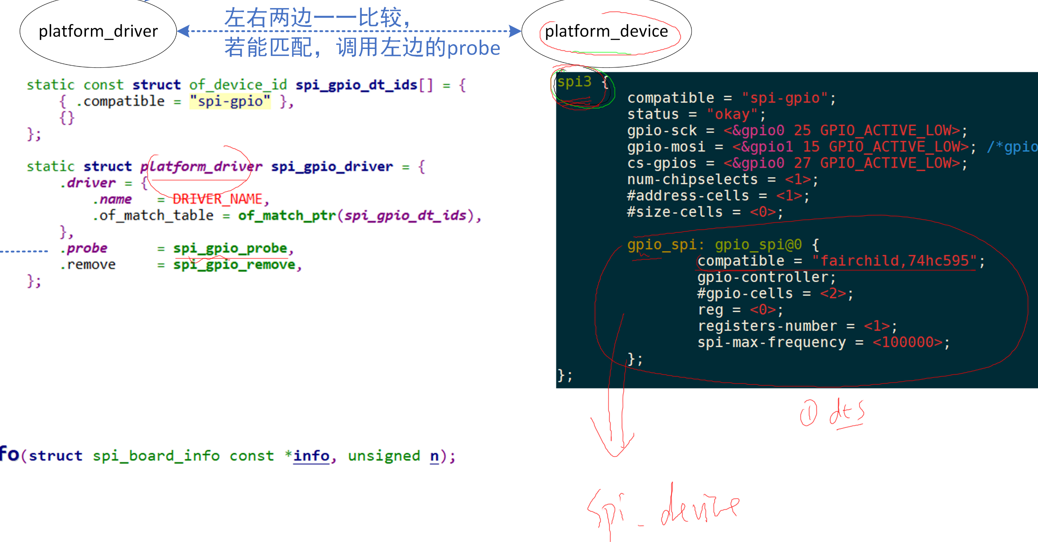 platform_driver
左右两边一一比较，
若能匹配，调用左边的probe
platform_device
static const struct of_device_id spi_gpio_dt_ids[] = {
{ .compatible = "spi-gpio" },
{}
};
static struct platform_driver spi_gpio_driver = {
.driver = {
.name = DRIVER_NAME,
.of_match_table = of_match_ptr(spi_gpio_dt_ids),
},
.probe = spi_gpio_probe,
.remove = spi_gpio_remove,
};
fo(struct spi_board_info const *info, unsigned n);
spi3 {
compatible = "spi-gpio";
status = "okay";
gpio-sck = <&gpio0 25 GPIO_ACTIVE_LOW>;
gpio-mosi = <&gpio1 15 GPIO_ACTIVE_LOW>; /*gpio
cs-gpios = <&gpio0 27 GPIO_ACTIVE_LOW>;
num-chipselects = <1>;
#address-cells = <1>;
#size-cells = <0>;
gpio_spi: gpio_spi@0 {
compatible = "fairchild,74hc595";
gpio-controller;
#gpio-cells = <2>;
reg = <0>;
registers-number = <1>;
spi-max-frequency = <100000>;
};
};
① dts
spi_device